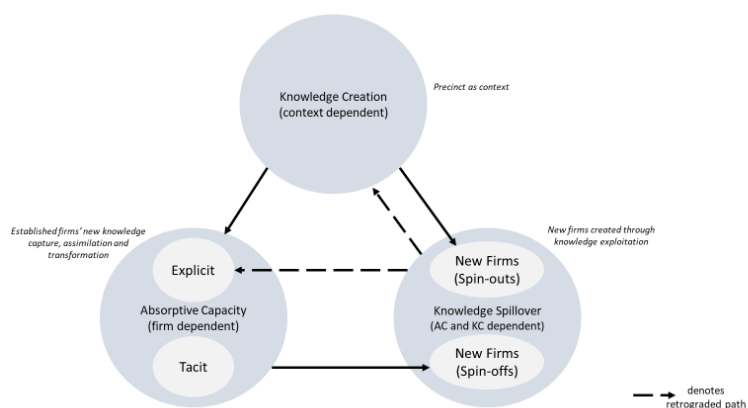 Knowledge Creation
(context dependent)
Precinct as context
Established firms' new knowledge
capture, assimilation and
transformation
New firms created through
knowledge exploitation
Explicit
New Firms
(Spin-outs)
Absorptive Capacity
(firm dependent)
Knowledge Spillover
(AC and KC dependent)
Tacit
New Firms
(Spin-offs)
denotes
retrograded path